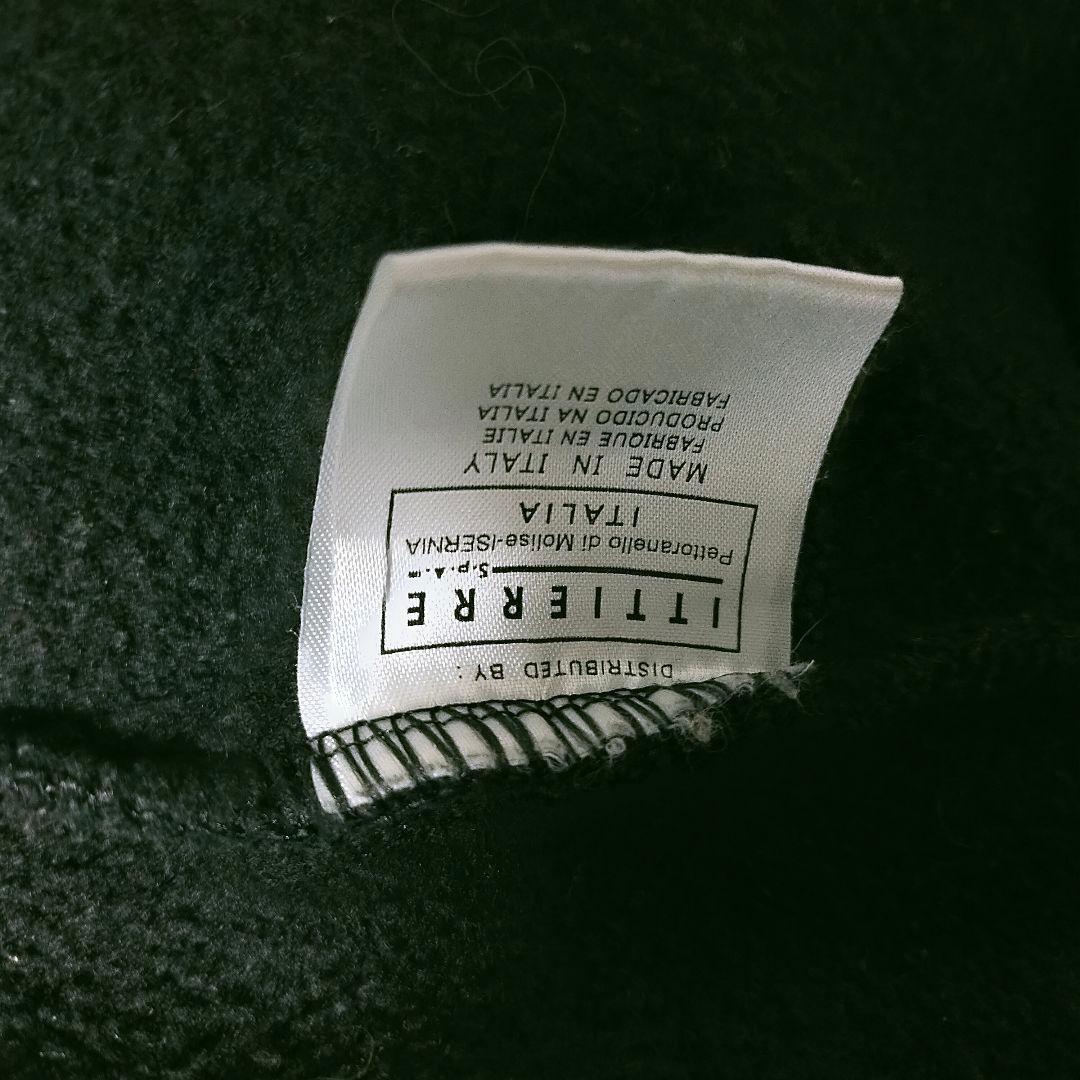 DISTRIBUTED BY :
ITTIERRE
S.p.A.
Pettoranello di Molise-ISERNIA
ITALIA
MADE IN ITALY
FABRIQUE EN ITALIE
PRODUCIDO NA ITALIA
FABRICADO EN ITALIA